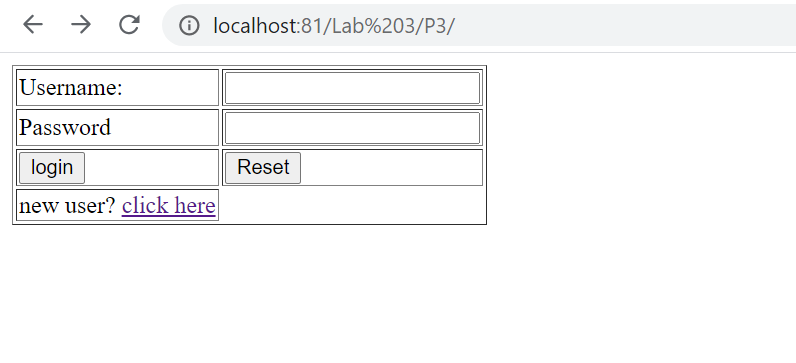 localhost:81/Lab%203/P3/
Username:
Password
login Reset
new user? click here